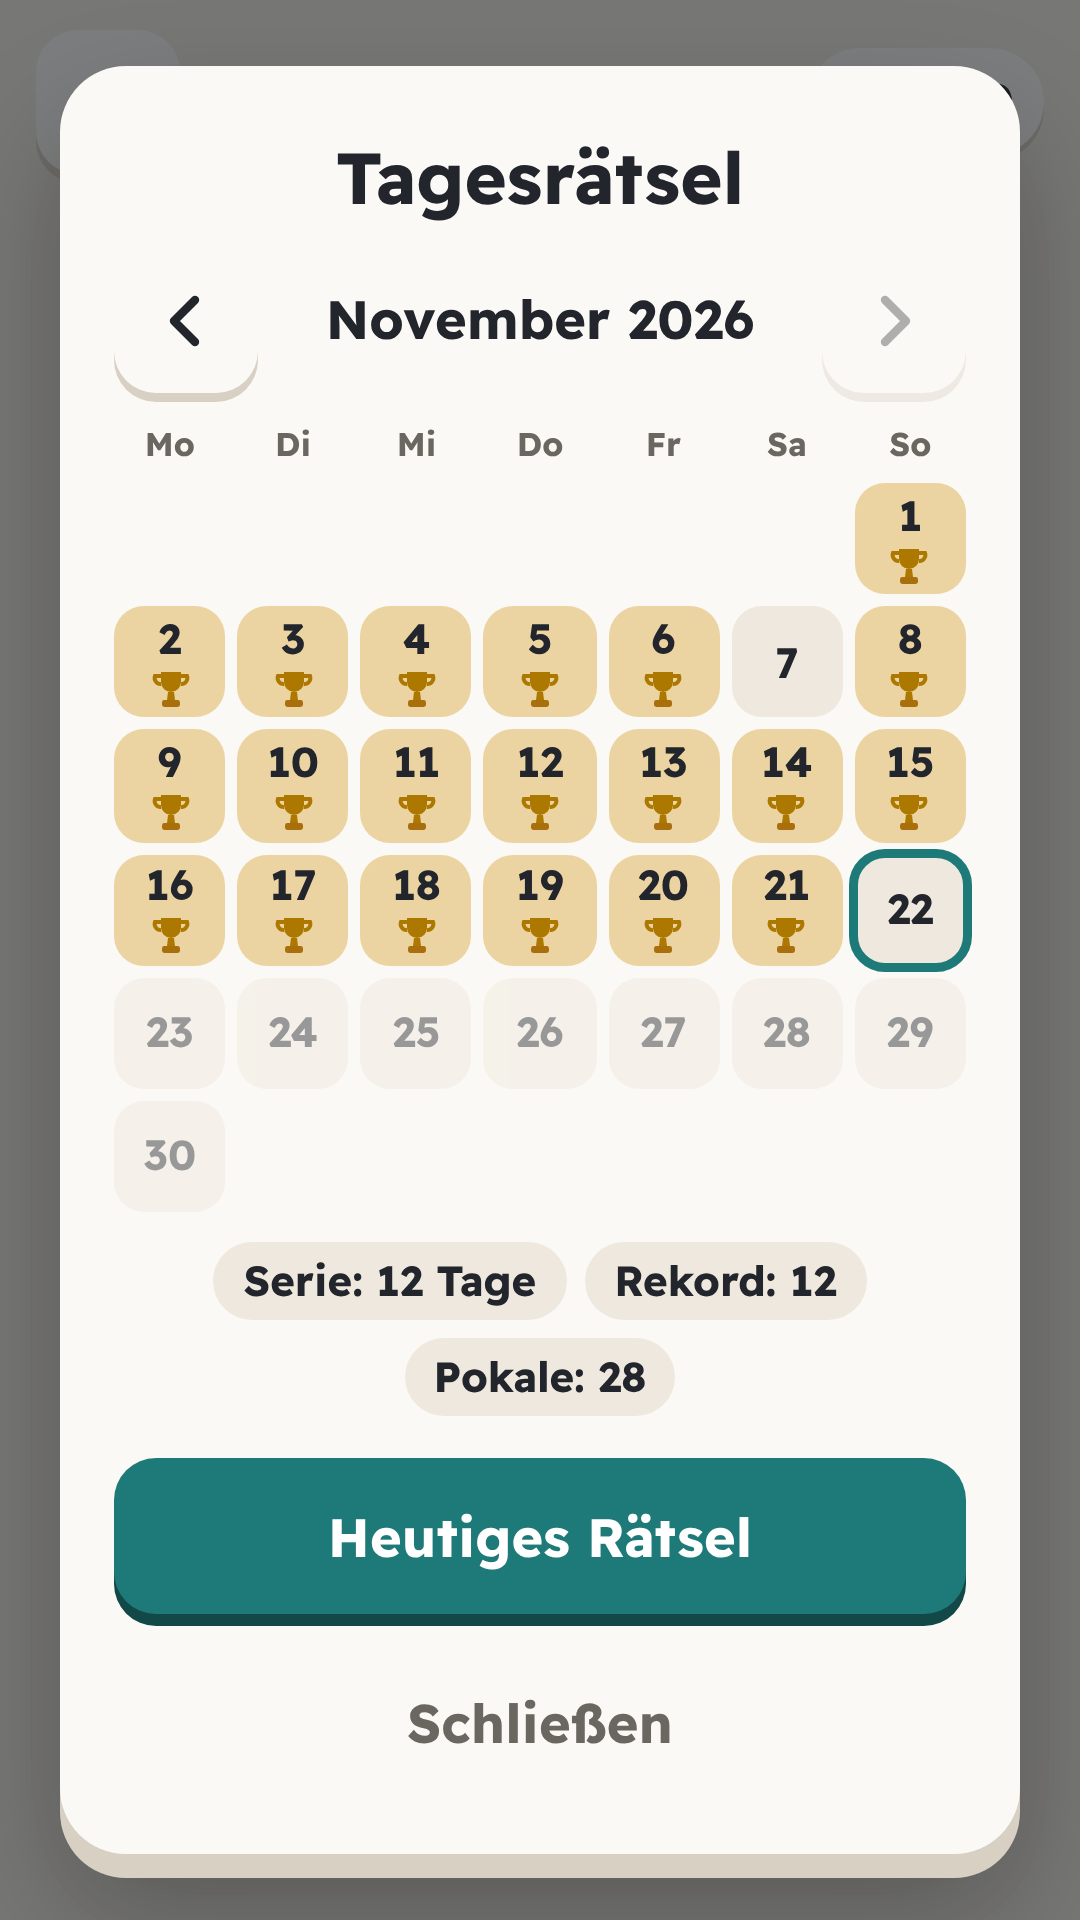 Tagesrätsel
November 2026
Mo Di Mi Do Fr Sa So
1
2 3 4 5 6 7 8
9 10 11 12 13 14 15
16 17 18 19 20 21 22
23 24 25 26 27 28 29
30
Serie: 12 Tage Rekord: 12
Pokale: 28
Heutiges Rätsel
Schließen